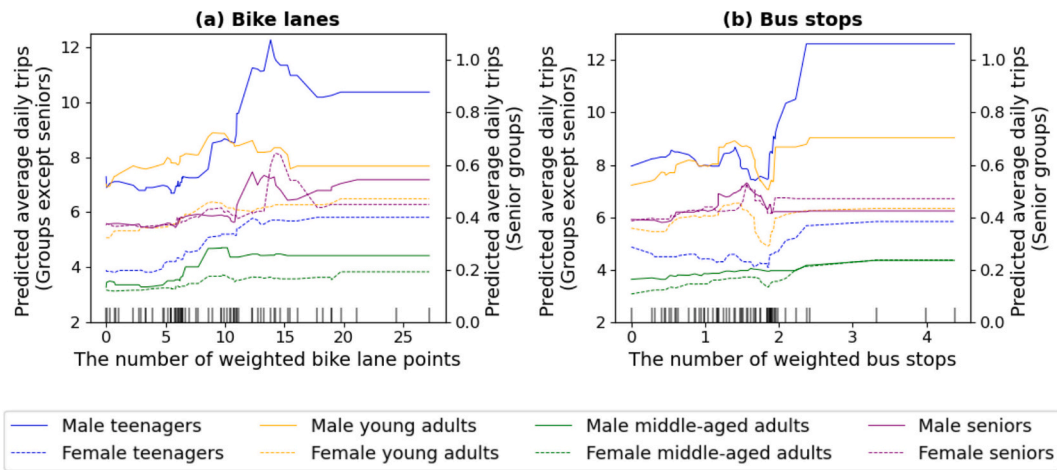 (a) Bike lanes
Predicted average daily trips
(Groups except seniors)
12
10
8
6
4
2
1.0
0.8
0.6
0.4
0.2
0.0
Predicted average daily trips
(Senior groups)
0 5 10 15 20 25
The number of weighted bike lane points
(b) Bus stops
Predicted average daily trips
(Groups except seniors)
12
10
8
6
4
2
1.0
0.8
0.6
0.4
0.2
0.0
Predicted average daily trips
(Senior groups)
0 1 2 3 4
The number of weighted bus stops
Male teenagers Male young adults Male middle-aged adults Male seniors
Female teenagers Female young adults Female middle-aged adults Female seniors